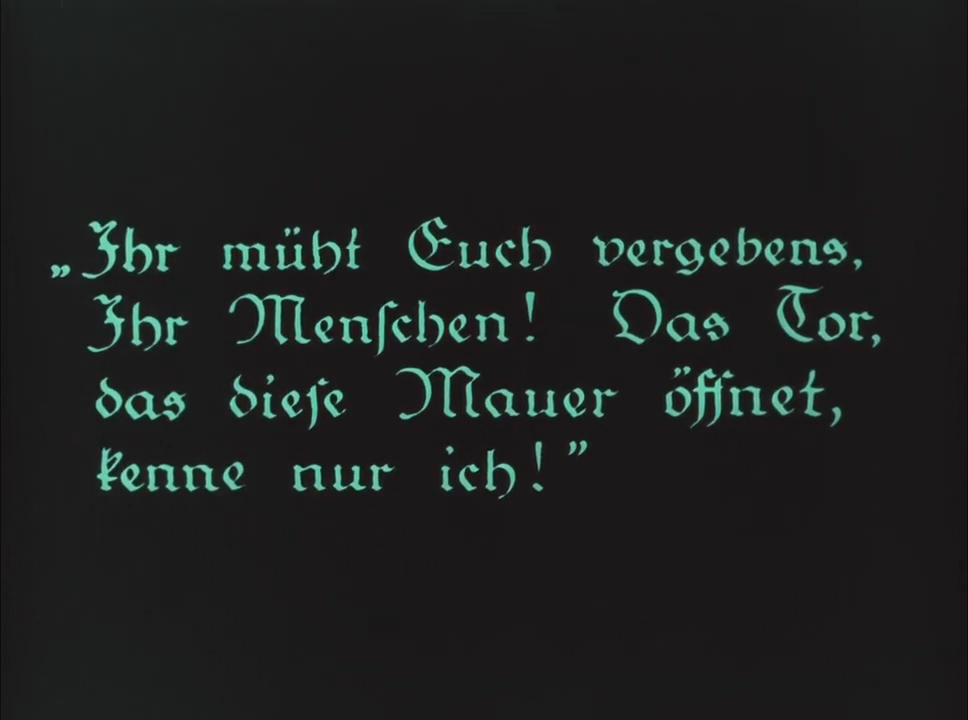 „Ihr müht Euch vergebens,
Ihr Menſchen! Das Tor,
das dieſe Mauer öffnet,
kenne nur ich!”